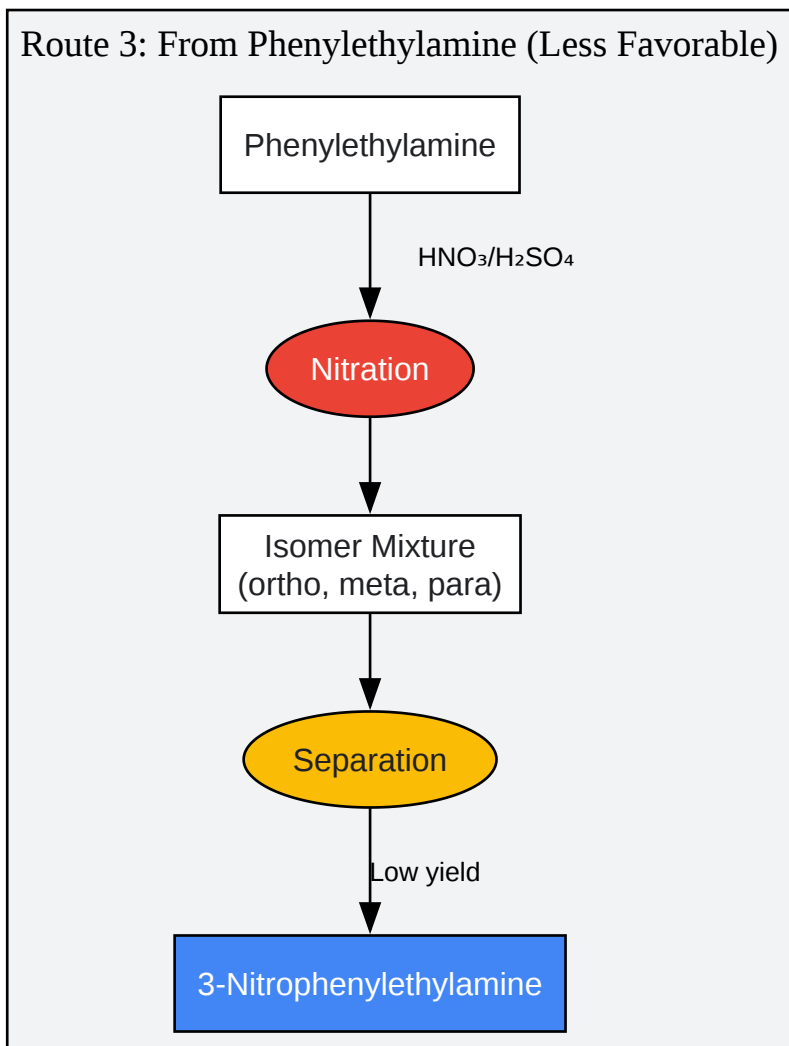 Route 3: From Phenylethylamine (Less Favorable)
Phenylethylamine
HNO₃/H₂SO₄
Nitration
Isomer Mixture
(ortho, meta, para)
Separation
Low yield
3-Nitrophenylethylamine